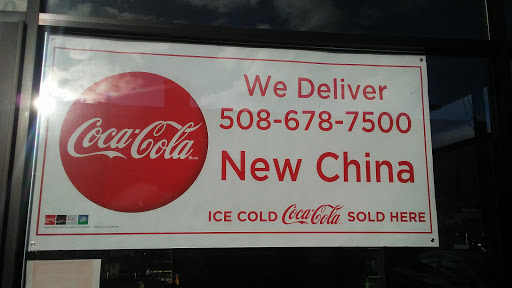 Coca-Cola
We Deliver
508-678-7500
New China
ICE COLD Coca-Cola SOLD HERE